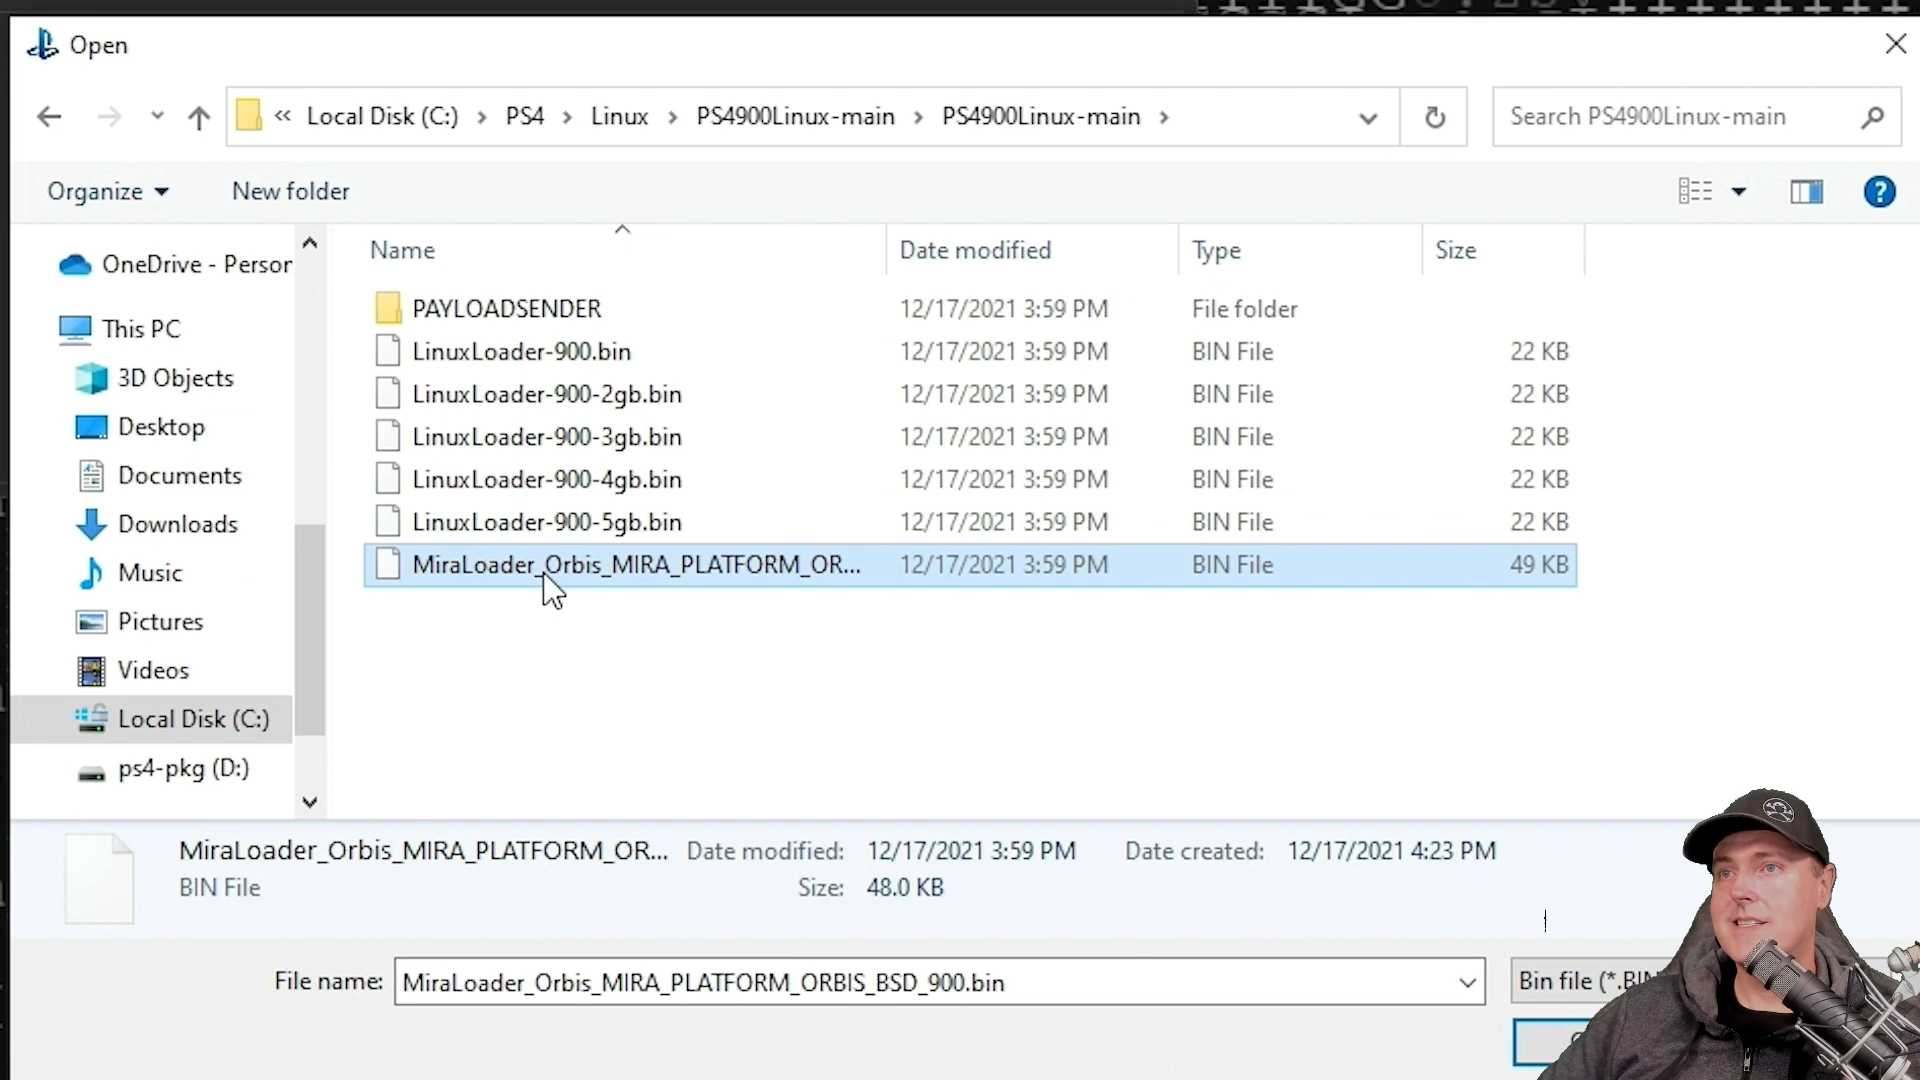 Open
« Local Disk (C:) > PS4 > Linux > PS4900Linux-main > PS4900Linux-main >
Search PS4900Linux-main
Organize
New folder
Name
Date modified
Type
Size
OneDrive - Person
This PC
3D Objects
Desktop
Documents
Downloads
Music
Pictures
Videos
Local Disk (C:)
ps4-pkg (D:)
PAYLOADSENDER 12/17/2021 3:59 PM File folder
LinuxLoader-900.bin 12/17/2021 3:59 PM BIN File 22 KB
LinuxLoader-900-2gb.bin 12/17/2021 3:59 PM BIN File 22 KB
LinuxLoader-900-3gb.bin 12/17/2021 3:59 PM BIN File 22 KB
LinuxLoader-900-4gb.bin 12/17/2021 3:59 PM BIN File 22 KB
LinuxLoader-900-5gb.bin 12/17/2021 3:59 PM BIN File 22 KB
MiraLoader_Orbis_MIRA_PLATFORM_OR... 12/17/2021 3:59 PM BIN File 49 KB
MiraLoader_Orbis_MIRA_PLATFORM_OR... Date modified: 12/17/2021 3:59 PM Date created: 12/17/2021 4:23 PM
BIN File Size: 48.0 KB
File name: MiraLoader_Orbis_MIRA_PLATFORM_ORBIS_BSD_900.bin
Bin file (*.BIN